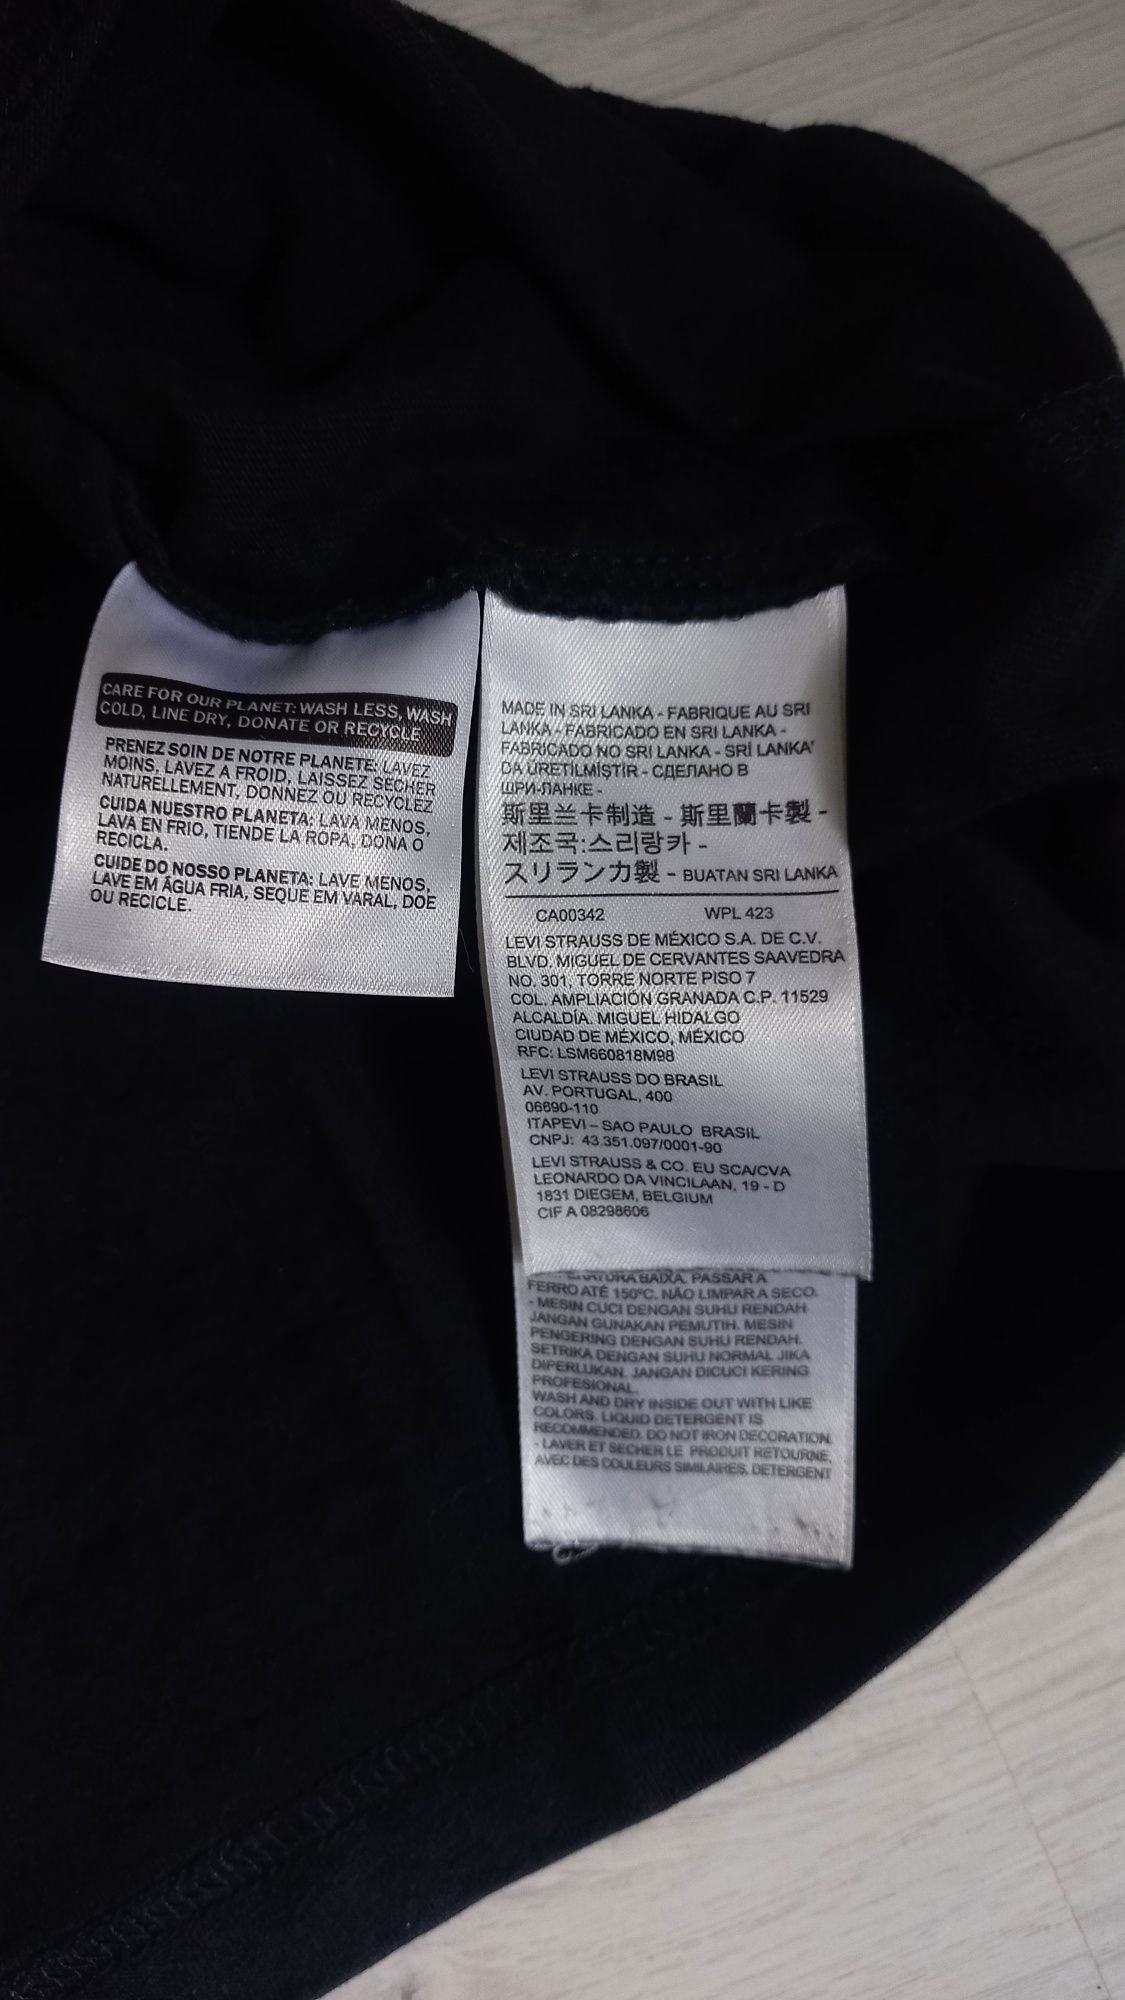 CARE FOR OUR PLANET: WASH LESS, WASH
COLD, LINE DRY, DONATE OR RECYCLE
PRENEZ SOIN DE NOTRE PLANETE: LAVEZ
MOINS, LAVEZ A FROID, LAISSEZ SECHER
NATURELLEMENT, DONNEZ OU RECYCLEZ
CUIDA NUESTRO PLANETA: LAVA MENOS,
LAVA EN FRIO, TIENDE LA ROPA, DONA O
RECICLA.
CUIDE DO NOSSO PLANETA: LAVE MENOS,
LAVE EM ÁGUA FRIA, SEQUE EM VARAL, DOE
OU RECICLE.
MADE IN SRI LANKA - FABRIQUE AU SRI
LANKA - FABRICADO EN SRI LANKA -
FABRICADO NO SRI LANKA - SRİ LANKA'
DA ÜRETİLMİŞTİR - СДЕЛАНО В
ШРИ-ЛАНКЕ -
斯里兰卡制造 - 斯里蘭卡製 -
제조국:스리랑카 -
スリランカ製 - BUATAN SRI LANKA
CA00342 WPL 423
LEVI STRAUSS DE MÉXICO S.A. DE C.V.
BLVD. MIGUEL DE CERVANTES SAAVEDRA
NO. 301, TORRE NORTE PISO 7
COL. AMPLIACIÓN GRANADA C.P. 11529
ALCALDÍA. MIGUEL HIDALGO
CIUDAD DE MÉXICO, MÉXICO
RFC: LSM660818M98
LEVI STRAUSS DO BRASIL
AV. PORTUGAL, 400
06690-110
ITAPEVI – SAO PAULO BRASIL
CNPJ: 43.351.097/0001-90
LEVI STRAUSS & CO. EU SCA/CVA
LEONARDO DA VINCILAAN, 19 - D
1831 DIEGEM, BELGIUM
CIF A 08298606
BAIXA. PASSAR A
FERRO ATÉ 150ºC. NÃO LIMPAR A SECO.
- MESIN CUCI DENGAN SUHU RENDAH.
JANGAN GUNAKAN PEMUTIH. MESIN
PENGERING DENGAN SUHU RENDAH.
SETRIKA DENGAN SUHU NORMAL JIKA
DIPERLUKAN. JANGAN DICUCI KERING
PROFESIONAL.
WASH AND DRY INSIDE OUT WITH LIKE
COLORS. LIQUID DETERGENT IS
RECOMMENDED. DO NOT IRON DECORATION.
- LAVER ET SECHER LE PRODUIT RETOURNE,
AVEC DES COULEURS SIMILAIRES. DETERGENT